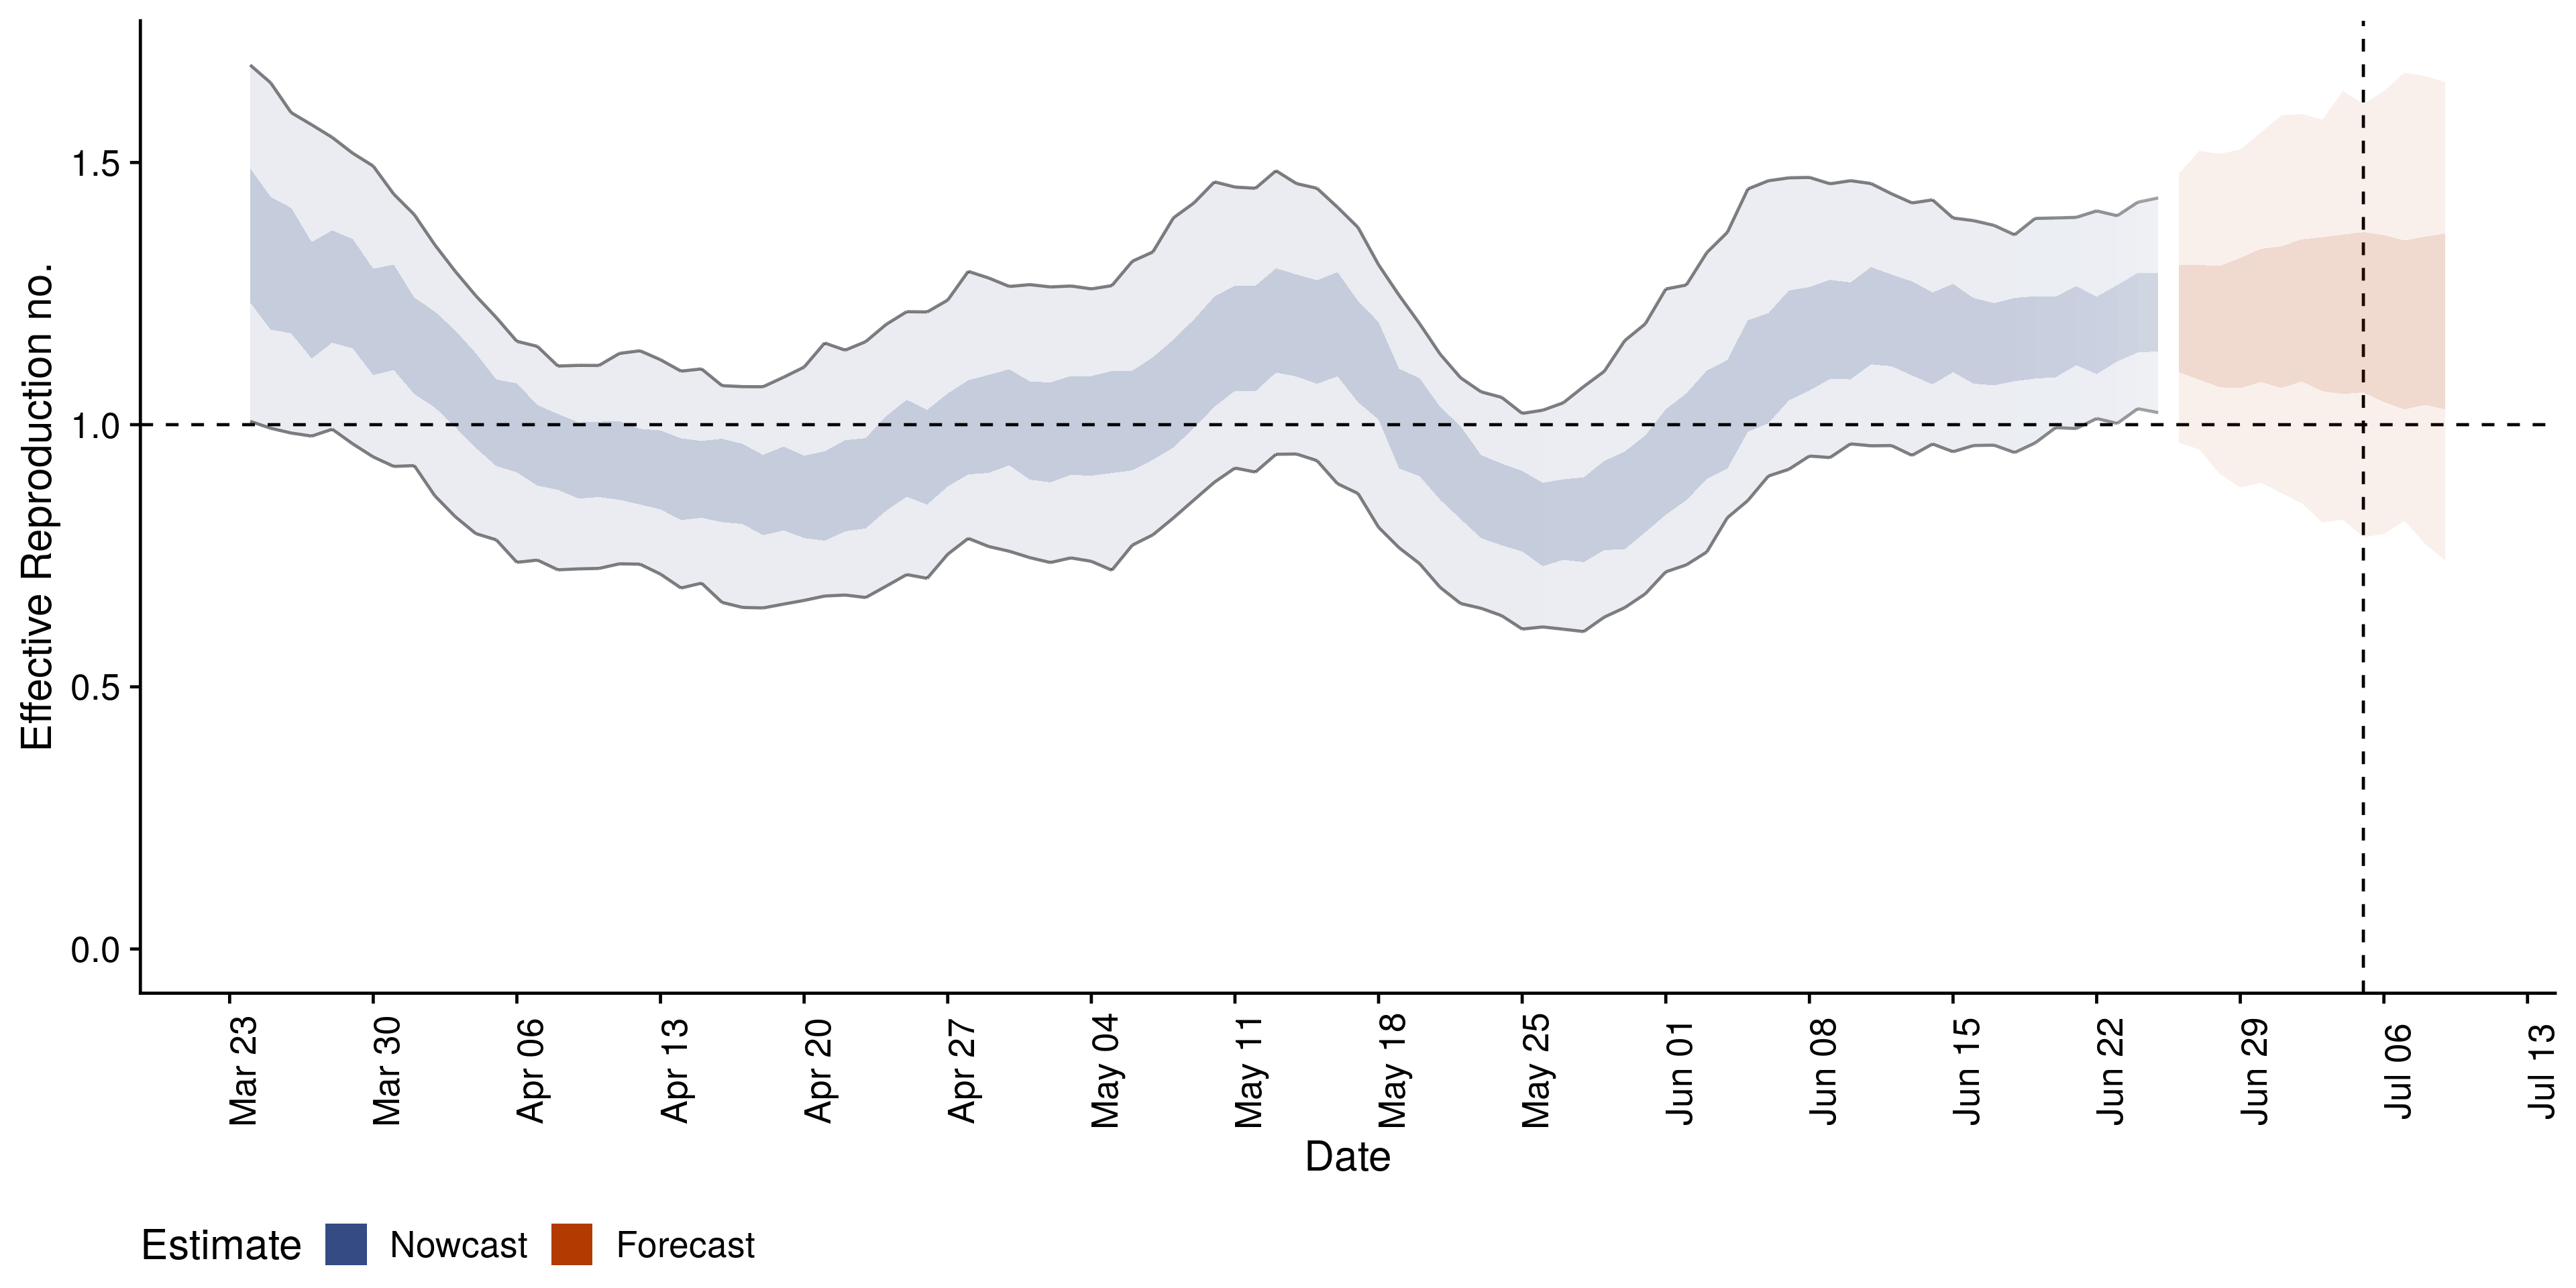 Effective Reproduction no.
1.5
1.0
0.5
0.0
Mar 23
Mar 30
Apr 06
Apr 13
Apr 20
Apr 27
May 04
May 11
May 18
May 25
Jun 01
Jun 08
Jun 15
Jun 22
Jun 29
Jul 06
Jul 13
Date
Estimate Nowcast Forecast